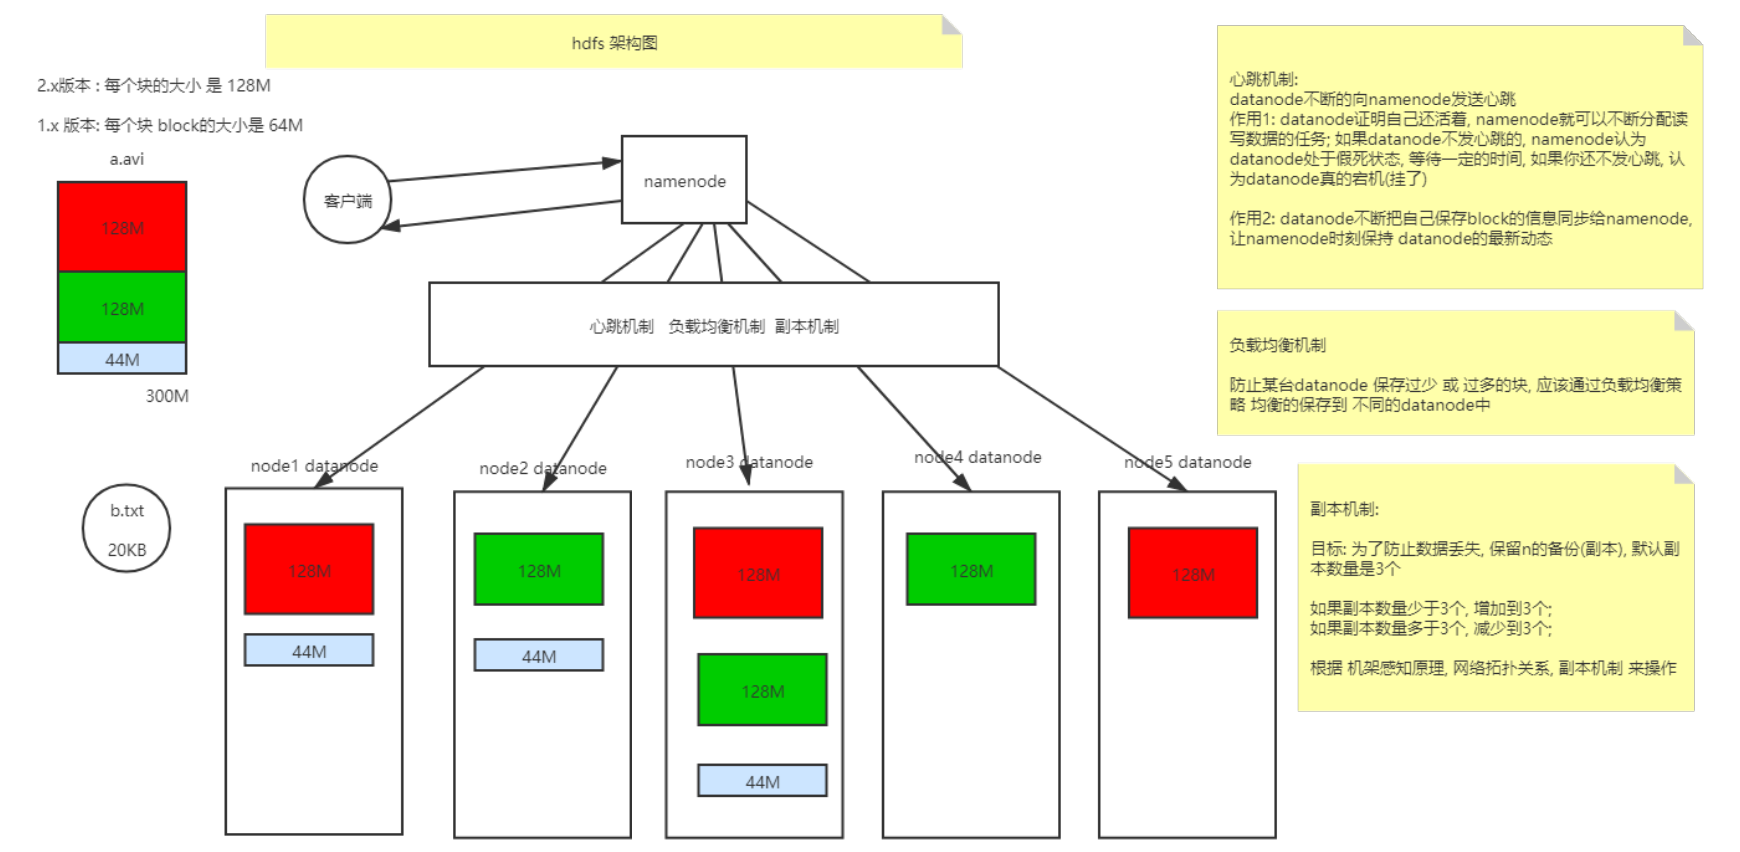 hdfs 架构图
2.x版本 : 每个块的大小 是 128M
1.x 版本: 每个块 block的大小是 64M
a.avi
128M
128M
44M
300M
客户端
namenode
心跳机制 负载均衡机制 副本机制
b.txt
20KB
node1 datanode
128M
44M
node2 datanode
128M
44M
node3 datanode
128M
128M
44M
node4 datanode
128M
node5 datanode
128M
心跳机制:
datanode不断的向namenode发送心跳
作用1: datanode证明自己还活着, namenode就可以不断分配读
写数据的任务; 如果datanode不发心跳的, namenode认为
datanode处于假死状态, 等待一定的时间, 如果你还不发心跳, 认
为datanode真的宕机(挂了)
作用2: datanode不断把自己保存block的信息同步给namenode,
让namenode时刻保持 datanode的最新动态
负载均衡机制
防止某台datanode 保存过少 或 过多的块, 应该通过负载均衡策
略 均衡的保存到 不同的datanode中
副本机制:
目标: 为了防止数据丢失, 保留n的备份(副本), 默认副
本数量是3个
如果副本数量少于3个, 增加到3个;
如果副本数量多于3个, 减少到3个;
根据 机架感知原理, 网络拓扑关系, 副本机制 来操作